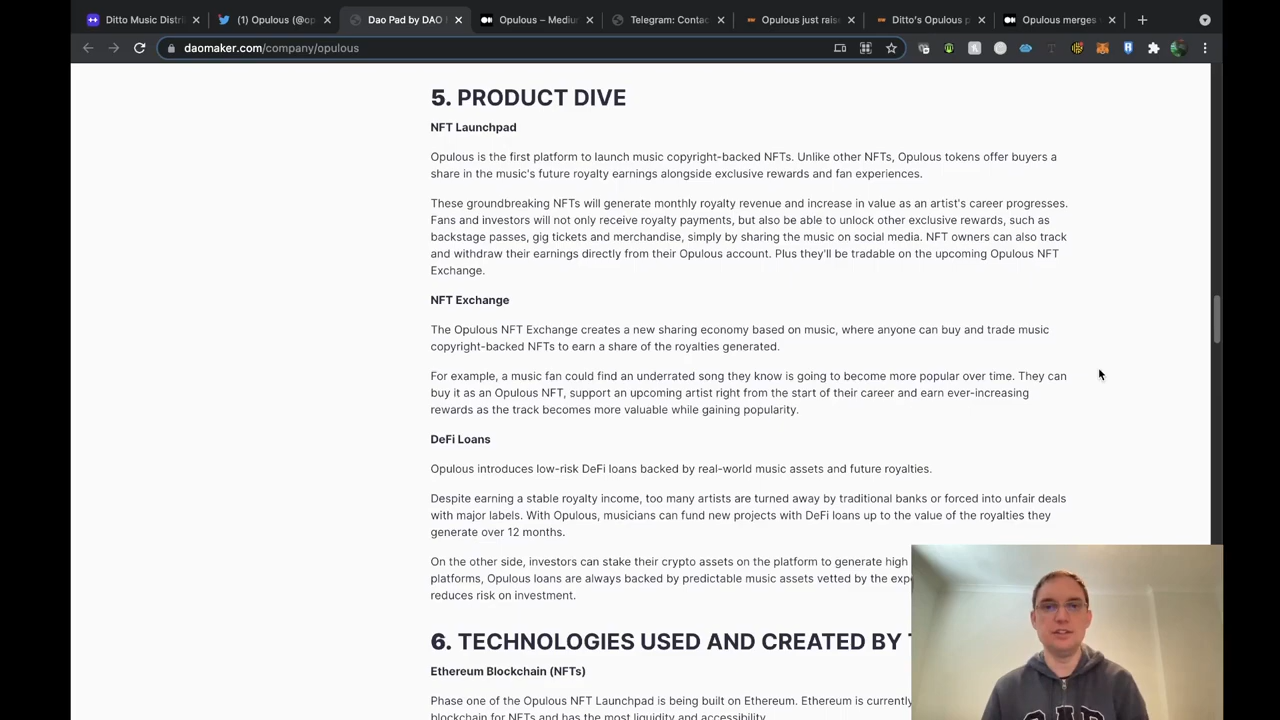 Ditto Music Distri
(1) Opulous (@op
Dao Pad by DAO
Opulous – Medium
Telegram: Contac
Opulous just rais
Ditto's Opulous p
Opulous merges
daomaker.com/company/opulous
5. PRODUCT DIVE
NFT Launchpad
Opulous is the first platform to launch music copyright-backed NFTs. Unlike other NFTs, Opulous tokens offer buyers a
share in the music's future royalty earnings alongside exclusive rewards and fan experiences.
These groundbreaking NFTs will generate monthly royalty revenue and increase in value as an artist's career progresses.
Fans and investors will not only receive royalty payments, but also be able to unlock other exclusive rewards, such as
backstage passes, gig tickets and merchandise, simply by sharing the music on social media. NFT owners can also track
and withdraw their earnings directly from their Opulous account. Plus they'll be tradable on the upcoming Opulous NFT
Exchange.
NFT Exchange
The Opulous NFT Exchange creates a new sharing economy based on music, where anyone can buy and trade music
copyright-backed NFTs to earn a share of the royalties generated.
For example, a music fan could find an underrated song they know is going to become more popular over time. They can
buy it as an Opulous NFT, support an upcoming artist right from the start of their career and earn ever-increasing
rewards as the track becomes more valuable while gaining popularity.
DeFi Loans
Opulous introduces low-risk DeFi loans backed by real-world music assets and future royalties.
Despite earning a stable royalty income, too many artists are turned away by traditional banks or forced into unfair deals
with major labels. With Opulous, musicians can fund new projects with DeFi loans up to the value of the royalties they
generate over 12 months.
On the other side, investors can stake their crypto assets on the platform to generate high
platforms, Opulous loans are always backed by predictable music assets vetted by the exp
reduces risk on investment.
6. TECHNOLOGIES USED AND CREATED BY
Ethereum Blockchain (NFTs)
Phase one of the Opulous NFT Launchpad is being built on Ethereum. Ethereum is currently
blockchain for NFTs and has the most liquidity and accessibility.